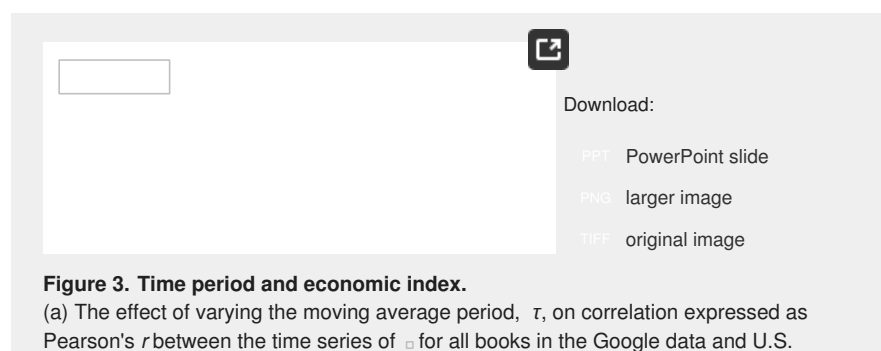 Download:
PPT PowerPoint slide
PNG larger image
TIFF original image
Figure 3. Time period and economic index.
(a) The effect of varying the moving average period, τ, on correlation expressed as
Pearson's r between the time series of □ for all books in the Google data and U.S.